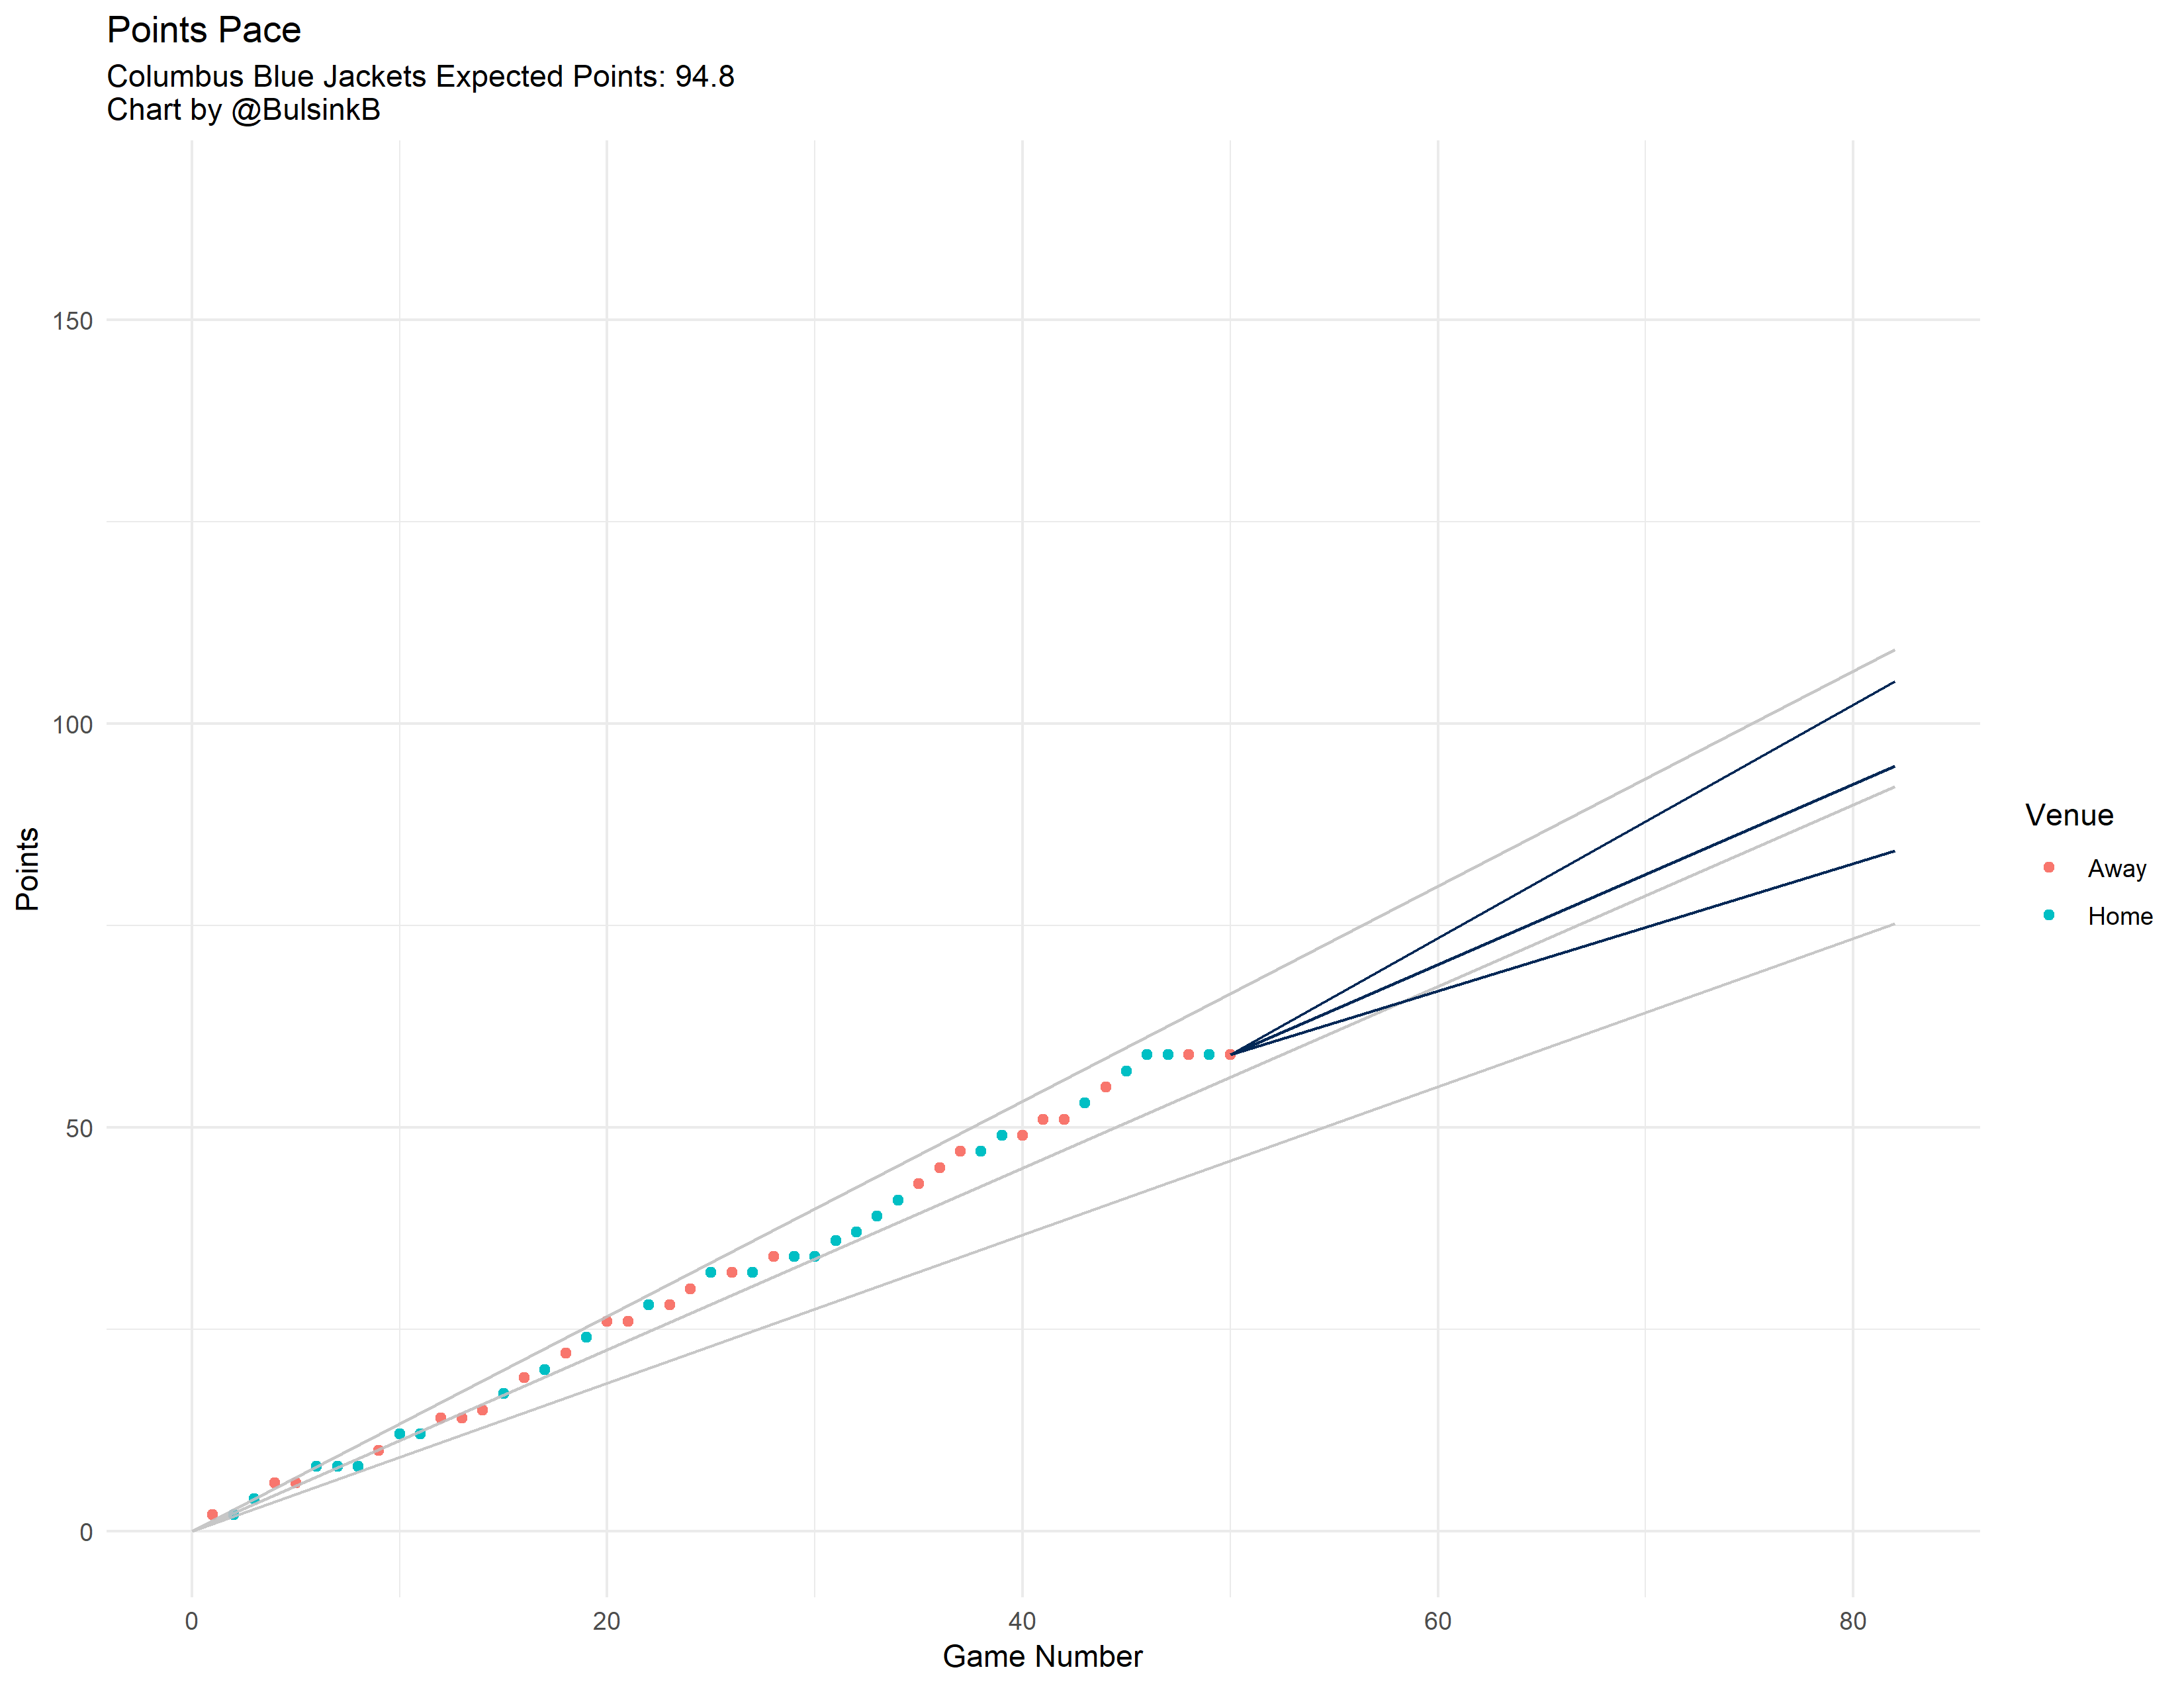 Points Pace
Columbus Blue Jackets Expected Points: 94.8
Chart by @BulsinkB
150
100
50
0
Points
0 20 40 60 80
Game Number
Venue
Away
Home